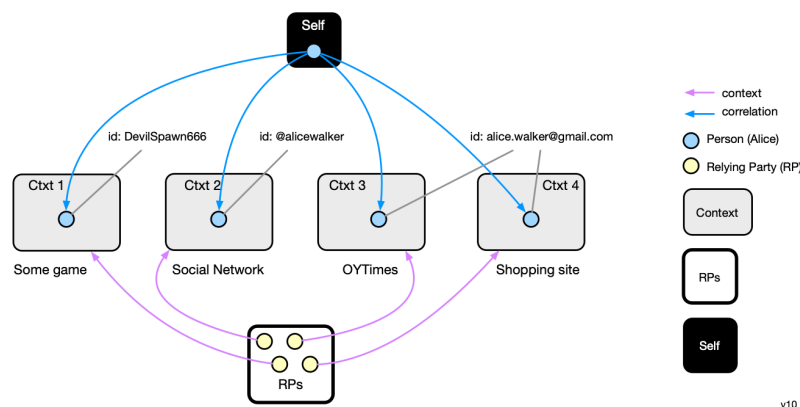 Self
id: DevilSpawn666
id: @alicewalker
id: alice.walker@gmail.com
Ctxt 1
Ctxt 2
Ctxt 3
Ctxt 4
Some game
Social Network
OYTimes
Shopping site
RPs
context
correlation
Person (Alice)
Relying Party (RP)
Context
RPs
Self
v10